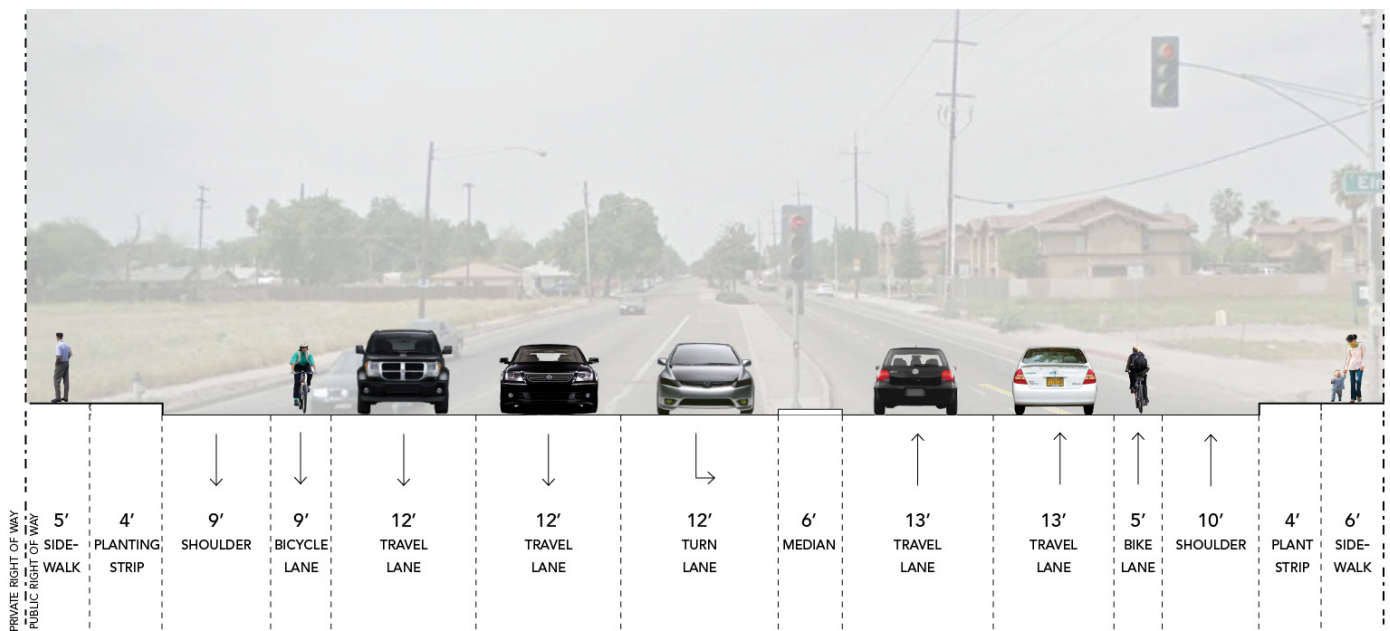 5' 4' 9' 9' 12' 12' 12' 6' 13' 13' 5' 10' 4' 6'
SIDE- PLANTING SHOULDER BICYCLE TRAVEL TRAVEL TURN MEDIAN TRAVEL TRAVEL BIKE SHOULDER PLANT SIDE-
WALK STRIP LANE LANE LANE LANE LANE LANE LANE STRIP WALK
PRIVATE RIGHT OF WAY
PUBLIC RIGHT OF WAY